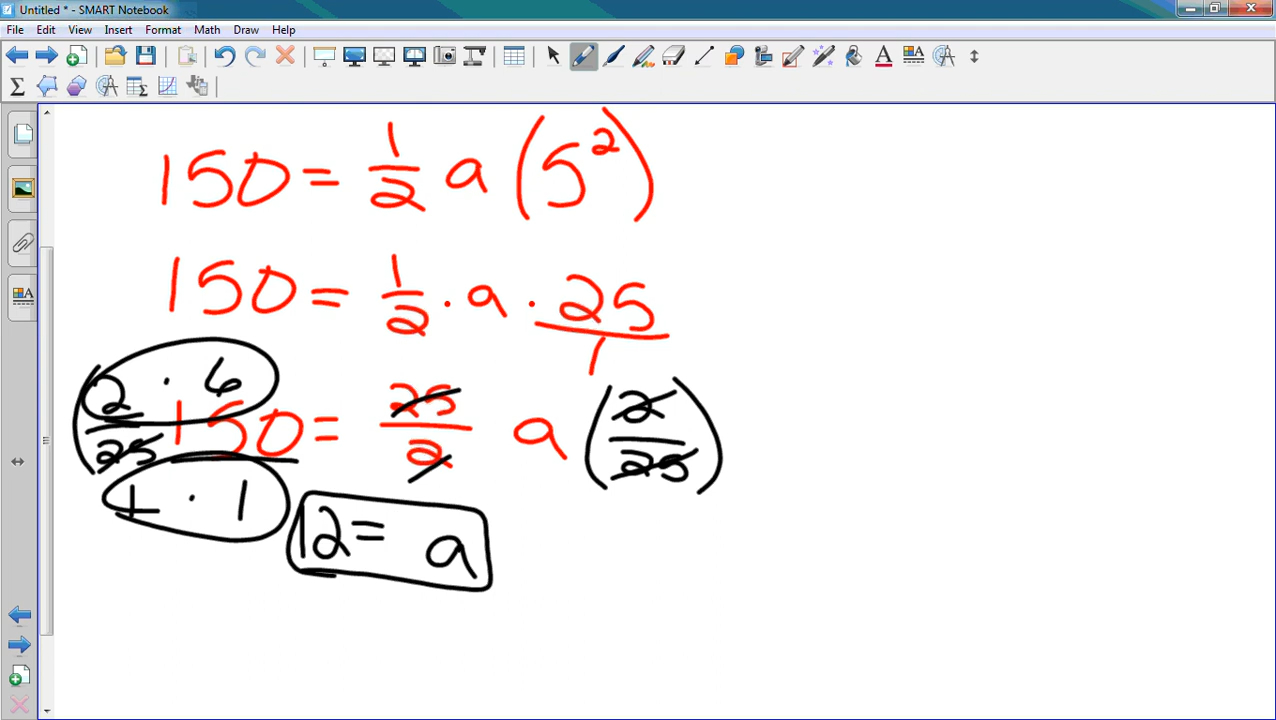 Untitled * - SMART Notebook
File Edit View Insert Format Math Draw Help
150 = 1/2 a (5²)
150 = 1/2 · a · 25/1
2 · 6
(2/25 150 = 25/2 a (2/25)
1 · 1
12 = a